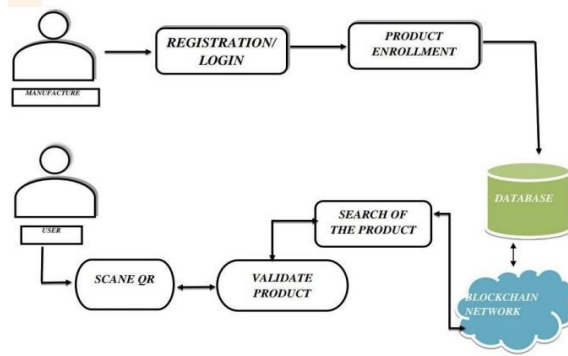 REGISTRATION/
LOGIN
PRODUCT
ENROLLMENT
MANUFACTURE
DATABASE
SEARCH OF
THE PRODUCT
USER
SCANE QR
VALIDATE
PRODUCT
BLOCKCHAIN
NETWORK